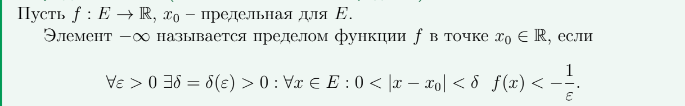 Пусть f : E → ℝ, x₀ – предельная для E.
Элемент −∞ называется пределом функции f в точке x₀ ∈ ℝ, если
∀ε > 0 ∃δ = δ(ε) > 0 : ∀x ∈ E : 0 < |x − x₀| < δ f(x) < −1/ε.